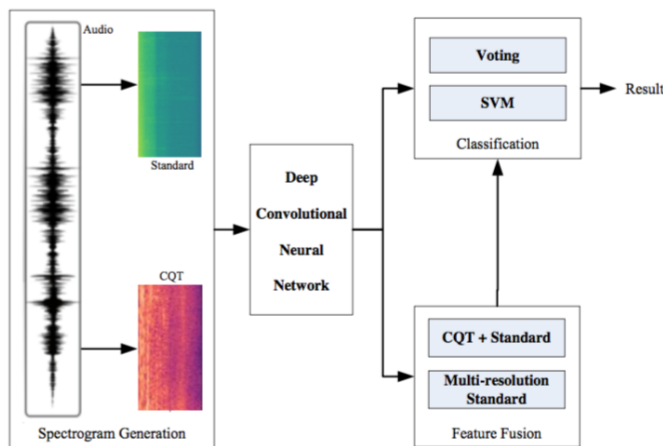 Audio
Standard
CQT
Spectrogram Generation
Deep
Convolutional
Neural
Network
Voting
SVM
Classification
Result
CQT + Standard
Multi-resolution
Standard
Feature Fusion